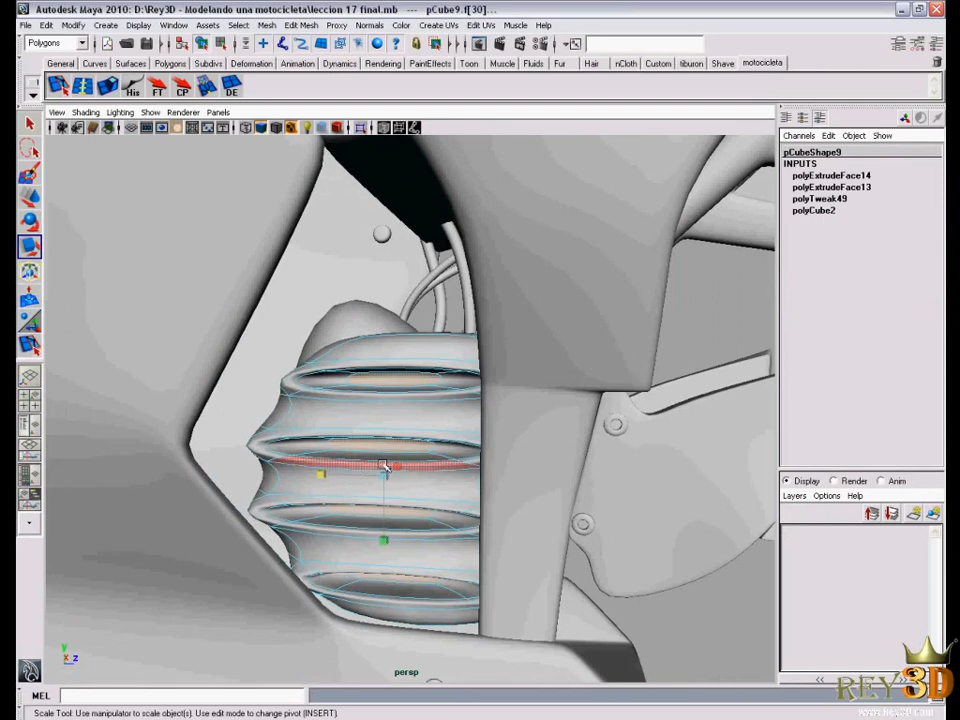 Autodesk Maya 2010: D:\Rey3D - Modelando una motocicleta\leccion 17 final.mb --- pCube9.f[30]...
File Edit Modify Create Display Window Assets Select Mesh Edit Mesh Proxy Normals Color Create UVs Edit UVs Muscle Help
Polygons
General Curves Surfaces Polygons Subdivs Deformation Animation Dynamics Rendering PaintEffects Toon Muscle Fluids Fur Hair nCloth Custom tiburon Shave motocicleta
His FT CP DE
View Shading Lighting Show Renderer Panels
Channels Edit Object Show
pCubeShape9
INPUTS
polyExtrudeFace14
polyExtrudeFace13
polyTweak49
polyCube2
Display Render Anim
Layers Options Help
y
x z
persp
MEL
Scale Tool: Use manipulator to scale object(s). Use edit mode to change pivot (INSERT).
REY3D
www.Rey3D.com